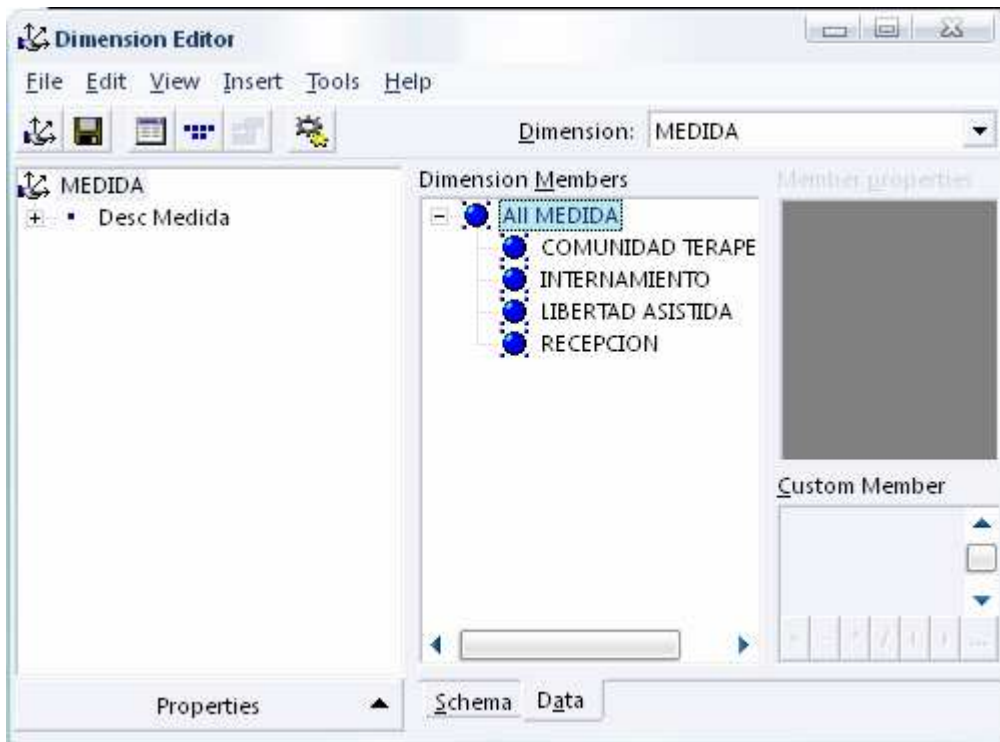 Dimension Editor
File Edit View Insert Tools Help
Dimension: MEDIDA
MEDIDA
Desc Medida
Dimension Members
All MEDIDA
COMUNIDAD TERAPE
INTERNAMIENTO
LIBERTAD ASISTIDA
RECEPCION
Member properties
Custom Member
+ - * / ( ) ...
Properties
Schema Data